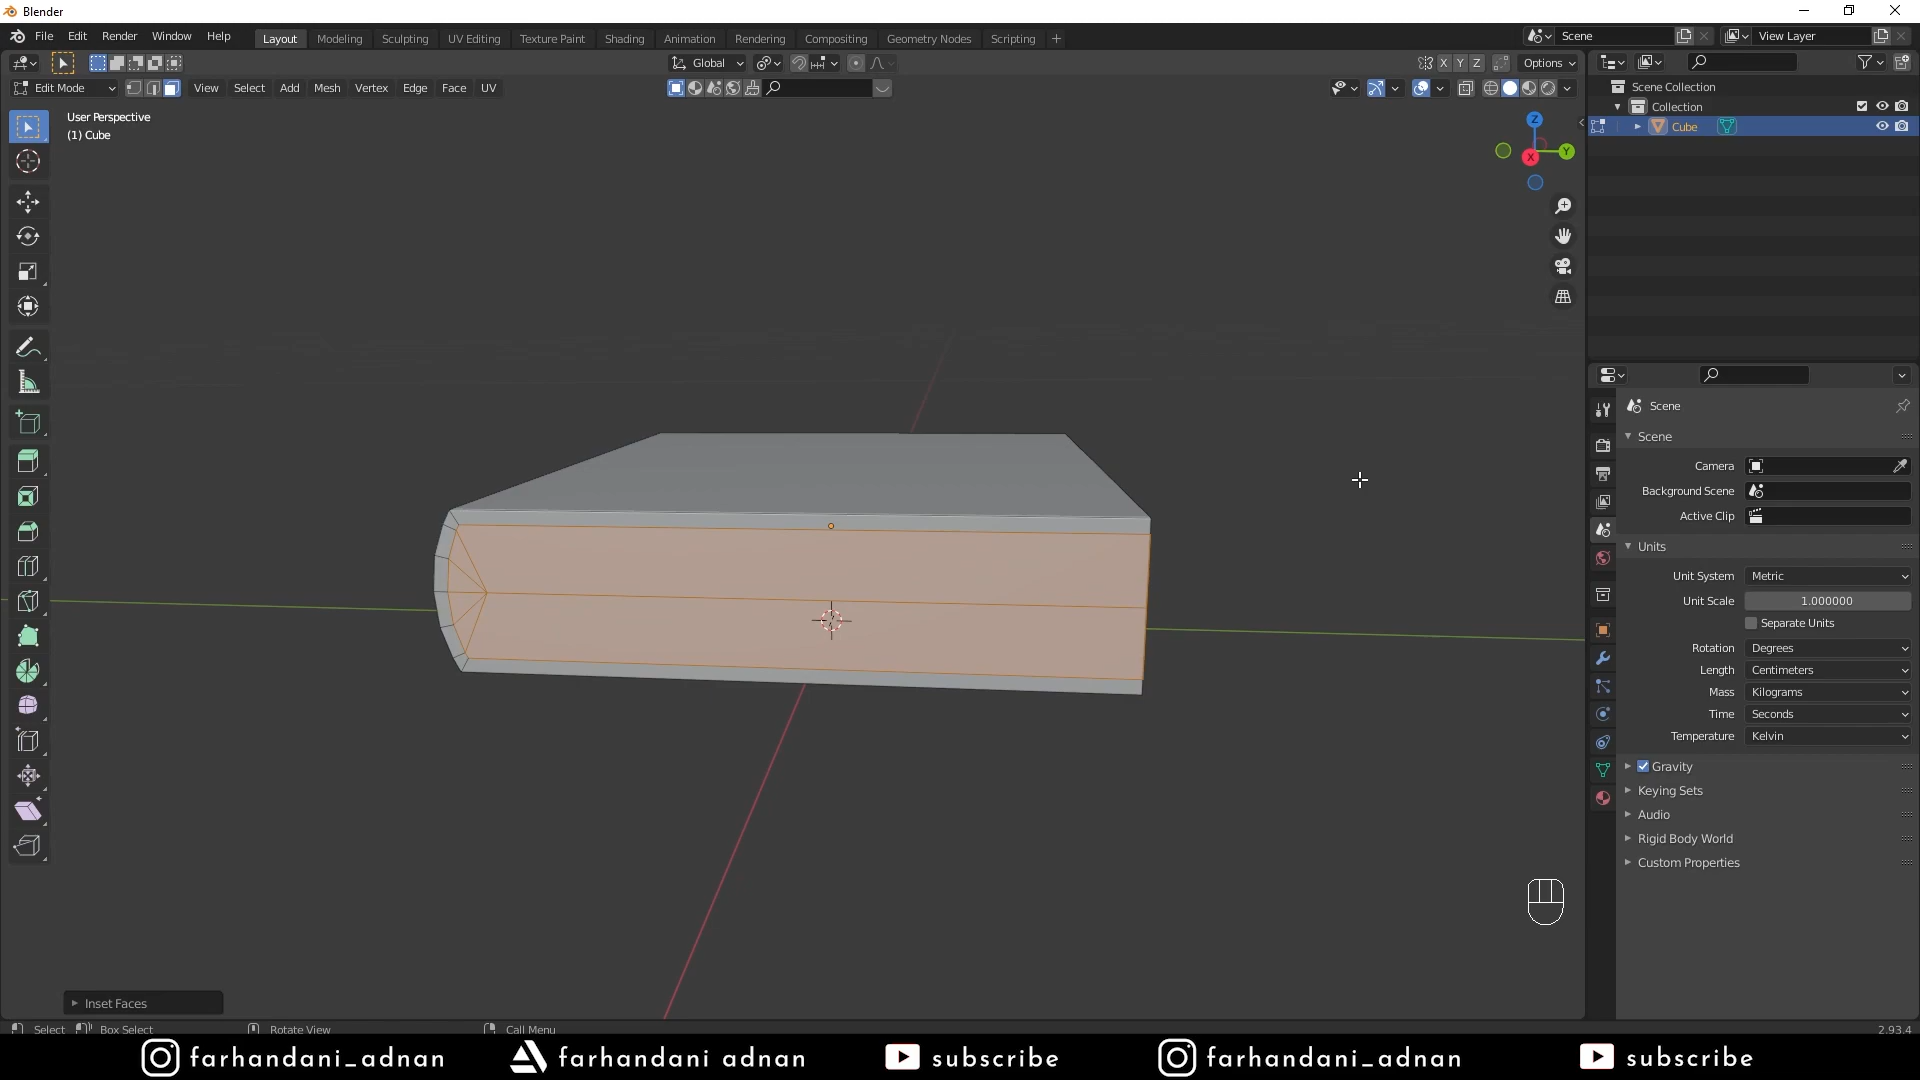 Blender
File Edit Render Window Help Layout Modeling Sculpting UV Editing Texture Paint Shading Animation Rendering Compositing Geometry Nodes Scripting + Scene View Layer
Global X Y Z Options
Edit Mode View Select Add Mesh Vertex Edge Face UV
User Perspective
(1) Cube
Z
Y
X
Scene Collection
Collection
Cube
Scene
Scene
Camera
Background Scene
Active Clip
Units
Unit System Metric
Unit Scale 1.000000
Separate Units
Rotation Degrees
Length Centimeters
Mass Kilograms
Time Seconds
Temperature Kelvin
Gravity
Keying Sets
Audio
Rigid Body World
Custom Properties
Inset Faces
Select Box Select Rotate View Call Menu 2.93.4
farhandani_adnan farhandani adnan subscribe farhandani_adnan subscribe